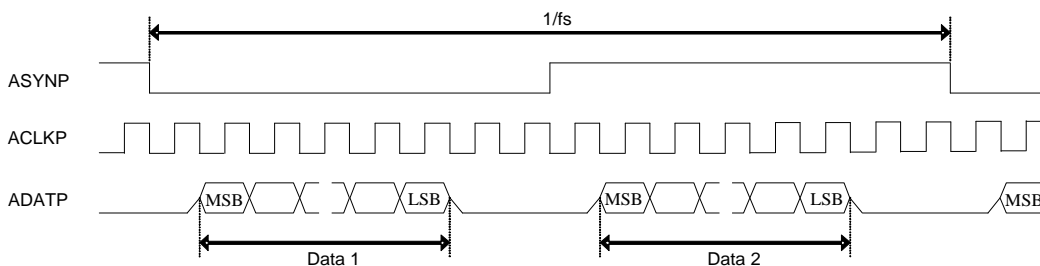 1/fs
ASYNP
ACLKP
ADATP
MSB
LSB
MSB
LSB
MSB
Data 1
Data 2